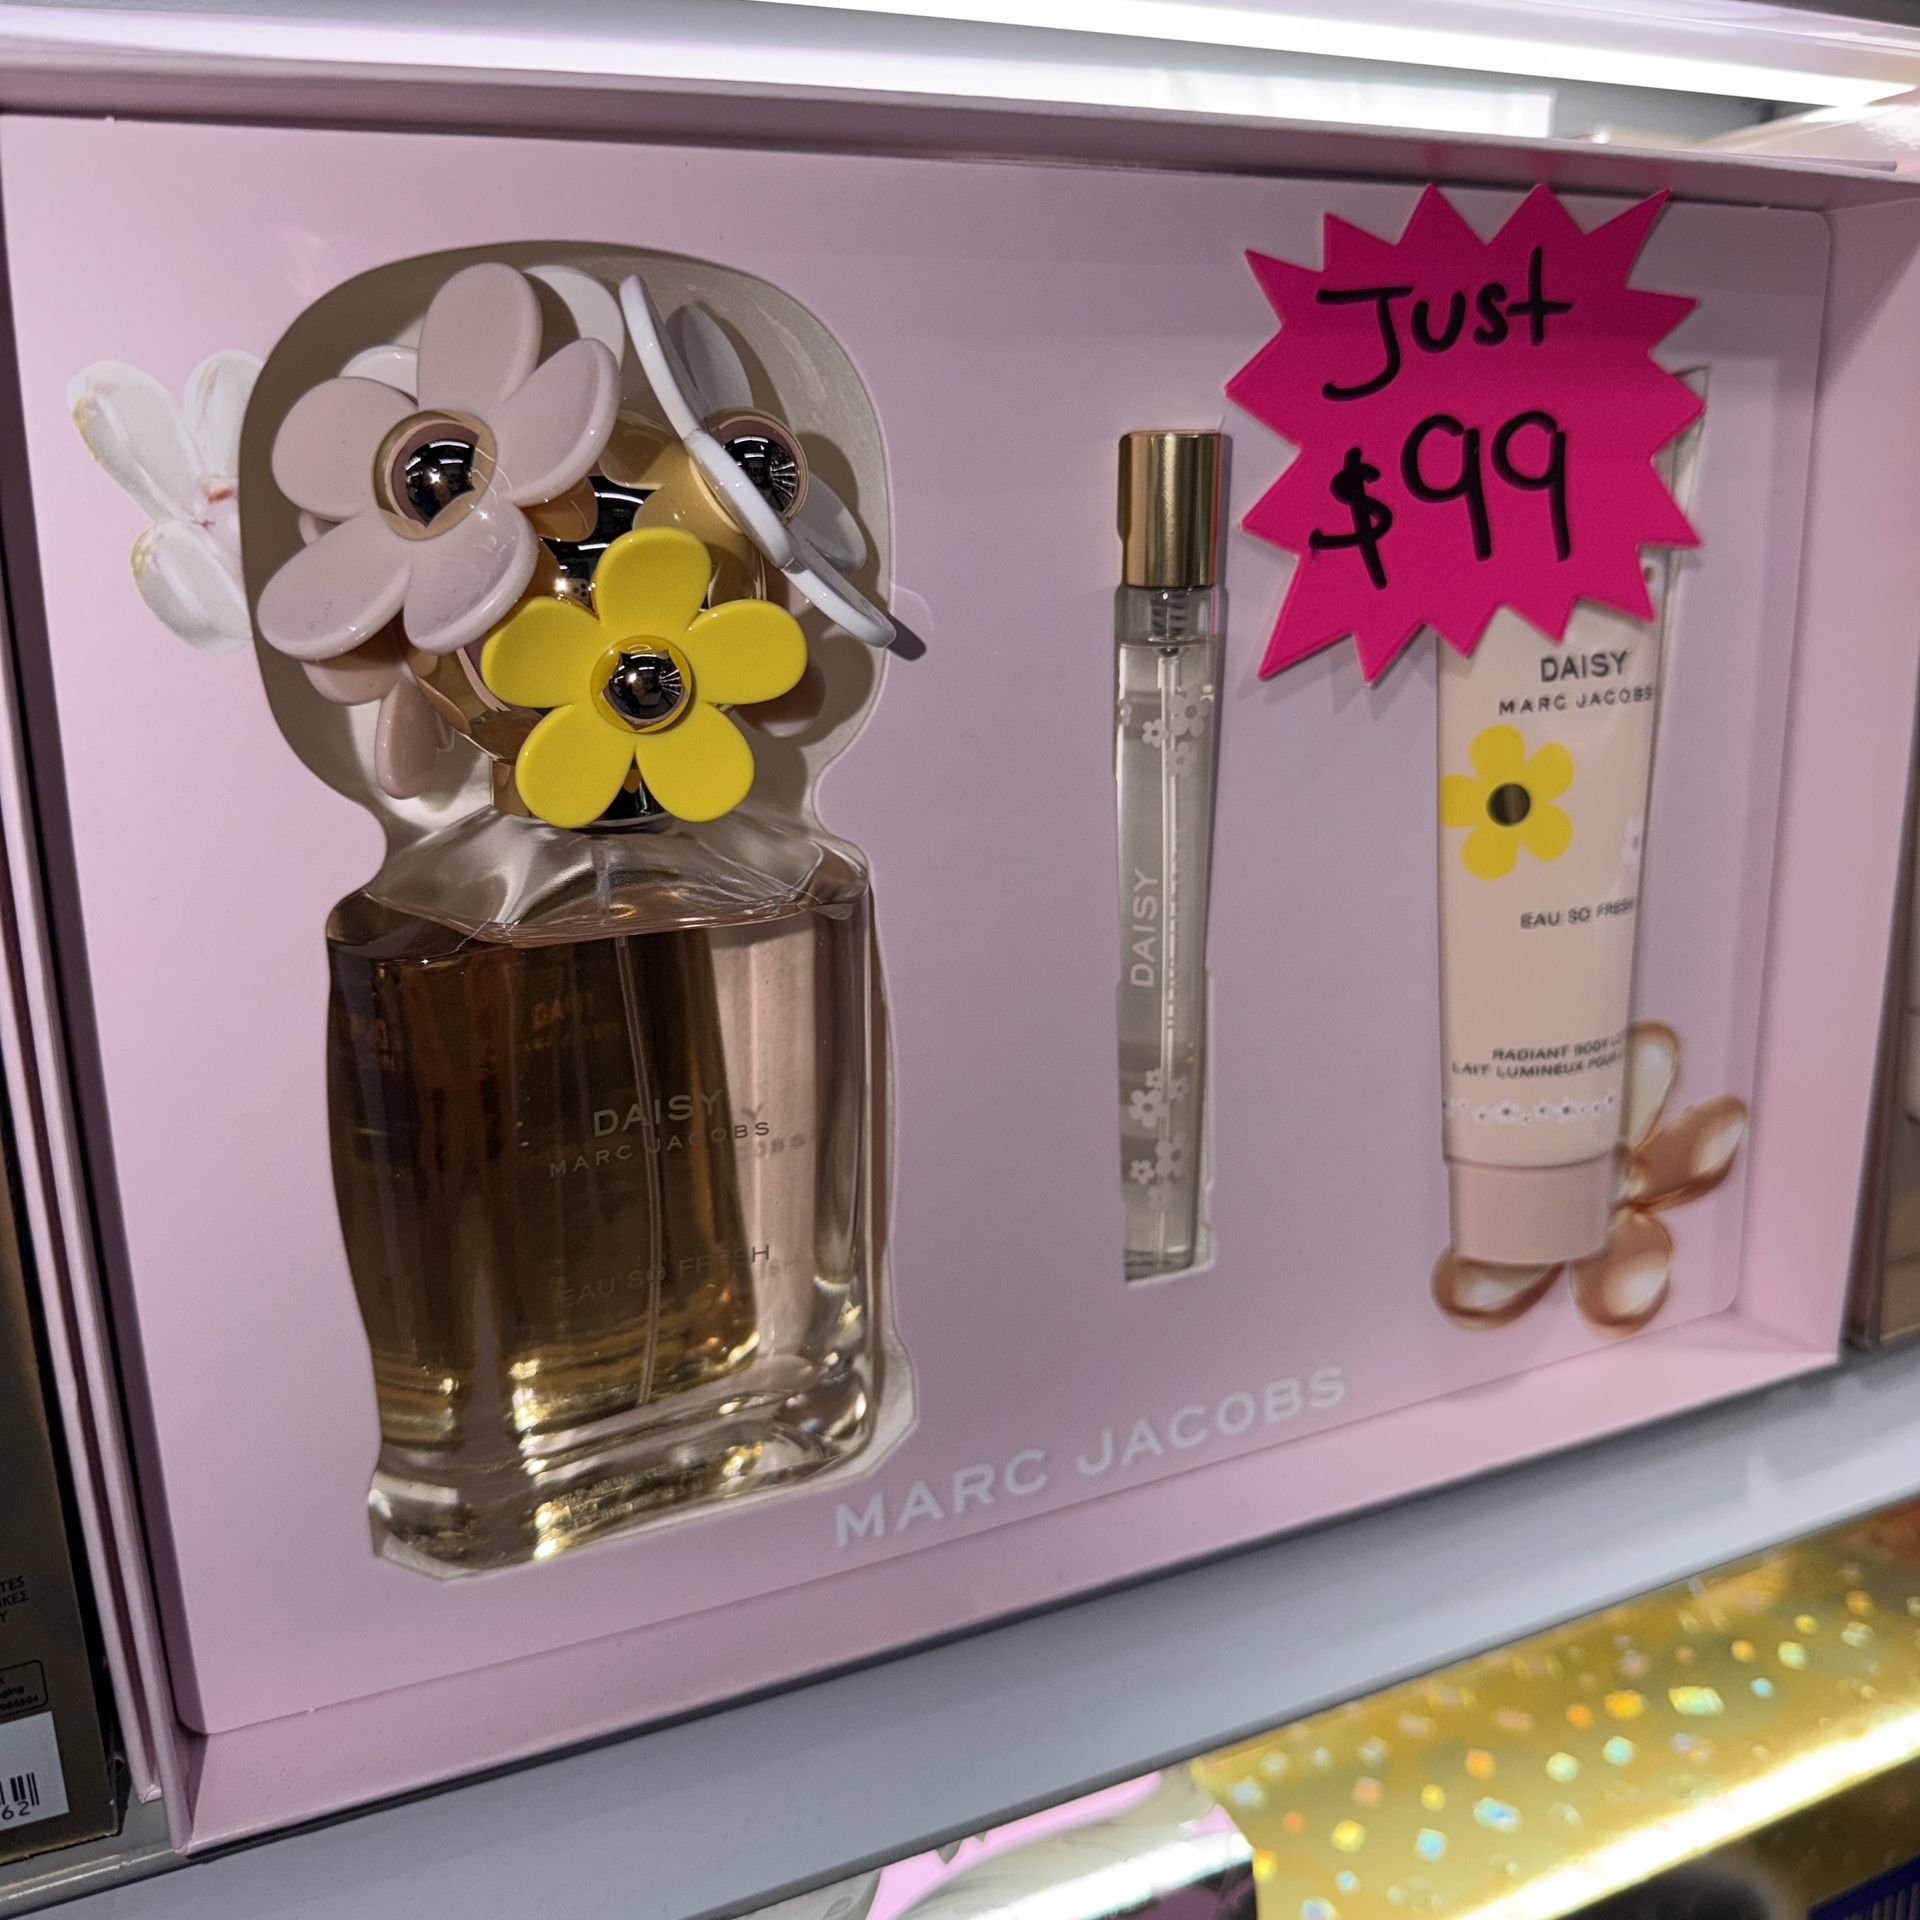 Just
$99
DAISY
MARC JACOBS
EAU SO FRESH
DAISY
DAISY
MARC JACOBS
EAU SO FRESH
RADIANT BODY
LAIT LUMINEUX POUR
MARC JACOBS
62